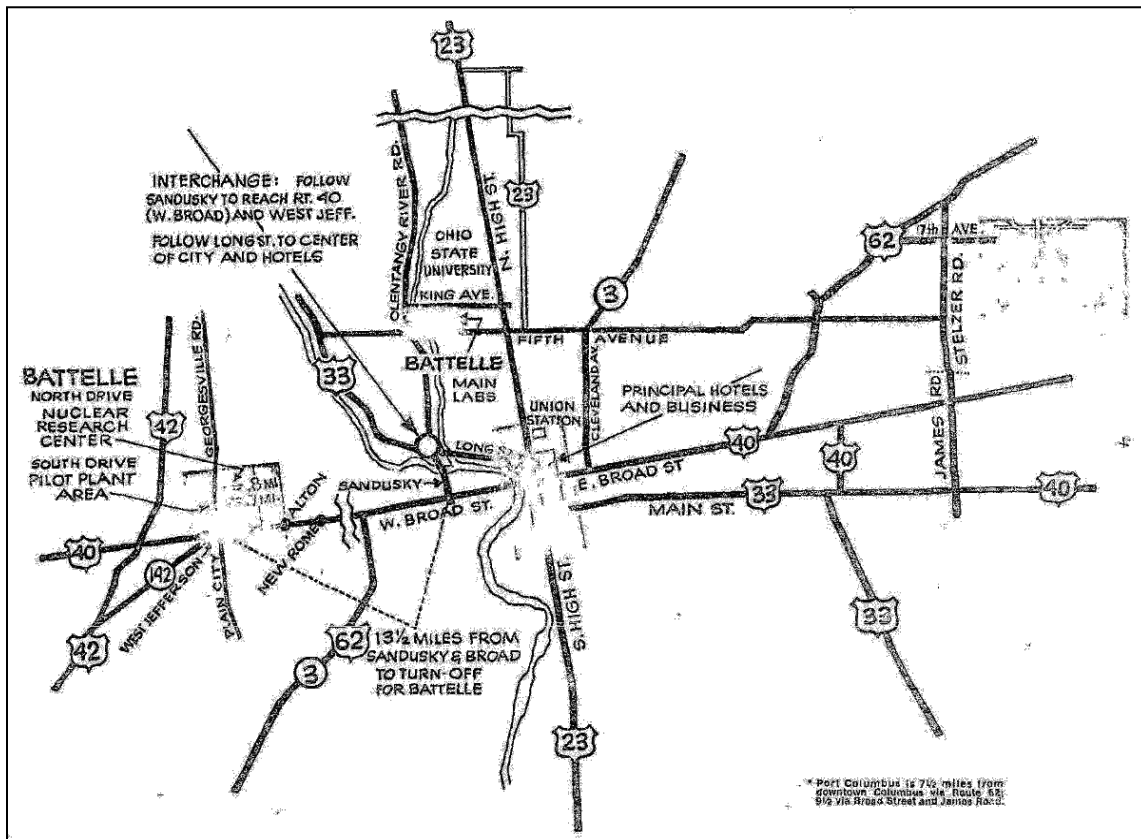 23
INTERCHANGE: FOLLOW
SANDUSKY TO REACH RT. 40
(W. BROAD) AND WEST JEFF.
FOLLOW LONG ST. TO CENTER
OF CITY AND HOTELS
OLENTANGY RIVER RD.
N. HIGH ST.
23
OHIO
STATE
UNIVERSITY
KING AVE.
3
62
17th AVE.
STELZER RD.
FIFTH AVENUE
BATTELLE
MAIN
LABS
33
CLEVELAND AV.
PRINCIPAL HOTELS
AND BUSINESS
UNION
STATION
JAMES RD.
GEORGESVILLE RD.
BATTELLE
NORTH DRIVE
NUCLEAR
RESEARCH
CENTER
SOUTH DRIVE
PILOT PLANT
AREA
42
LONG
SANDUSKY
40
40
E. BROAD ST
MAIN ST.
33
40
ALTON
W. BROAD ST.
NEW ROME
40
142
WEST JEFFERSON
PLAIN CITY
42
62
3
13½ MILES FROM
SANDUSKY & BROAD
TO TURN-OFF
FOR BATTELLE
S. HIGH ST.
33
23
* Port Columbus is 7½ miles from
downtown Columbus via Route 62;
9½ via Broad Street and James Road.